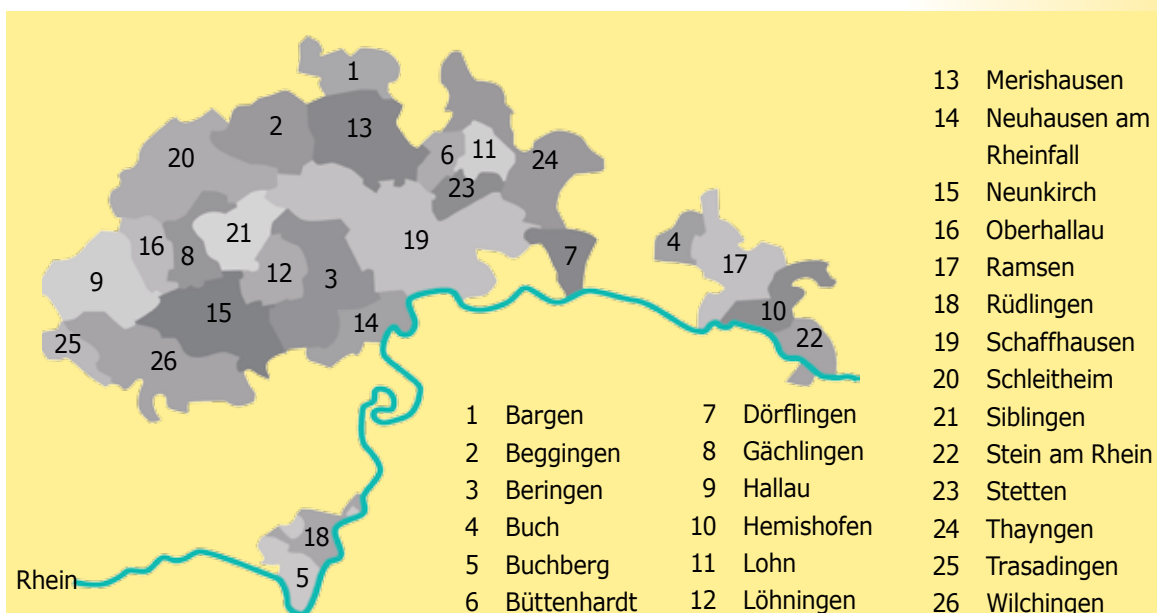 1
2
13
20
6
11
24
23
21
19
4
16
8
7
17
9
12
3
15
14
10
25
26
22
18
5
Rhein
1 Bargen
2 Beggingen
3 Beringen
4 Buch
5 Buchberg
6 Büttenhardt
7 Dörflingen
8 Gächlingen
9 Hallau
10 Hemishofen
11 Lohn
12 Löhningen
13 Merishausen
14 Neuhausen am
Rheinfall
15 Neunkirch
16 Oberhallau
17 Ramsen
18 Rüdlingen
19 Schaffhausen
20 Schleitheim
21 Siblingen
22 Stein am Rhein
23 Stetten
24 Thayngen
25 Trasadingen
26 Wilchingen